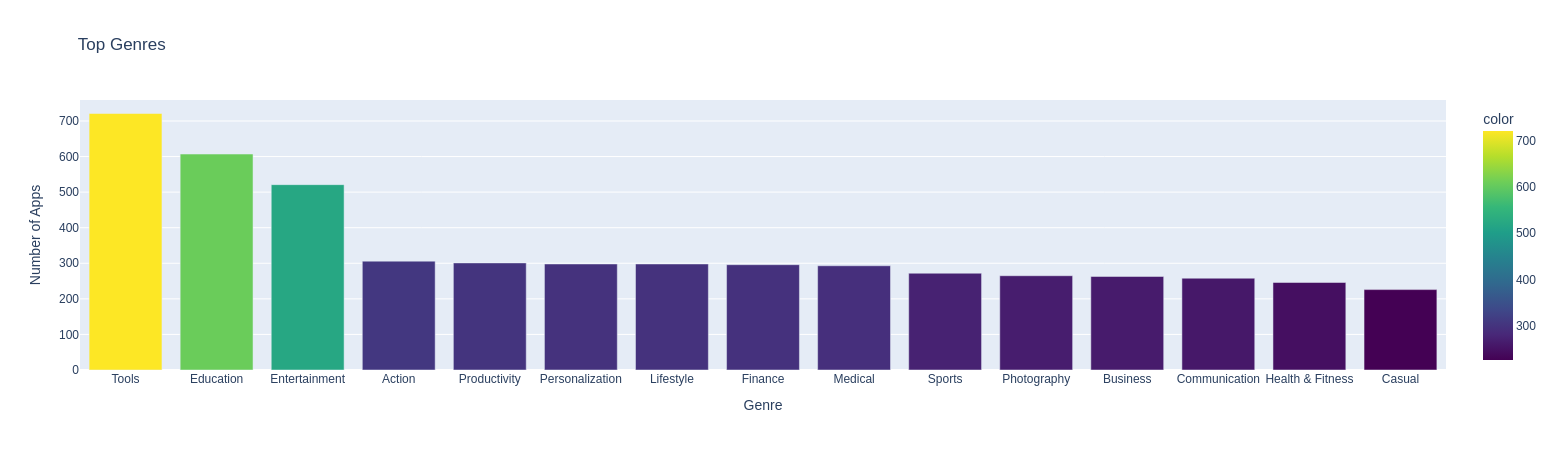 Top Genres
Number of Apps
700
600
500
400
300
200
100
0
Tools Education Entertainment Action Productivity Personalization Lifestyle Finance Medical Sports Photography Business Communication Health & Fitness Casual
Genre
color
700
600
500
400
300